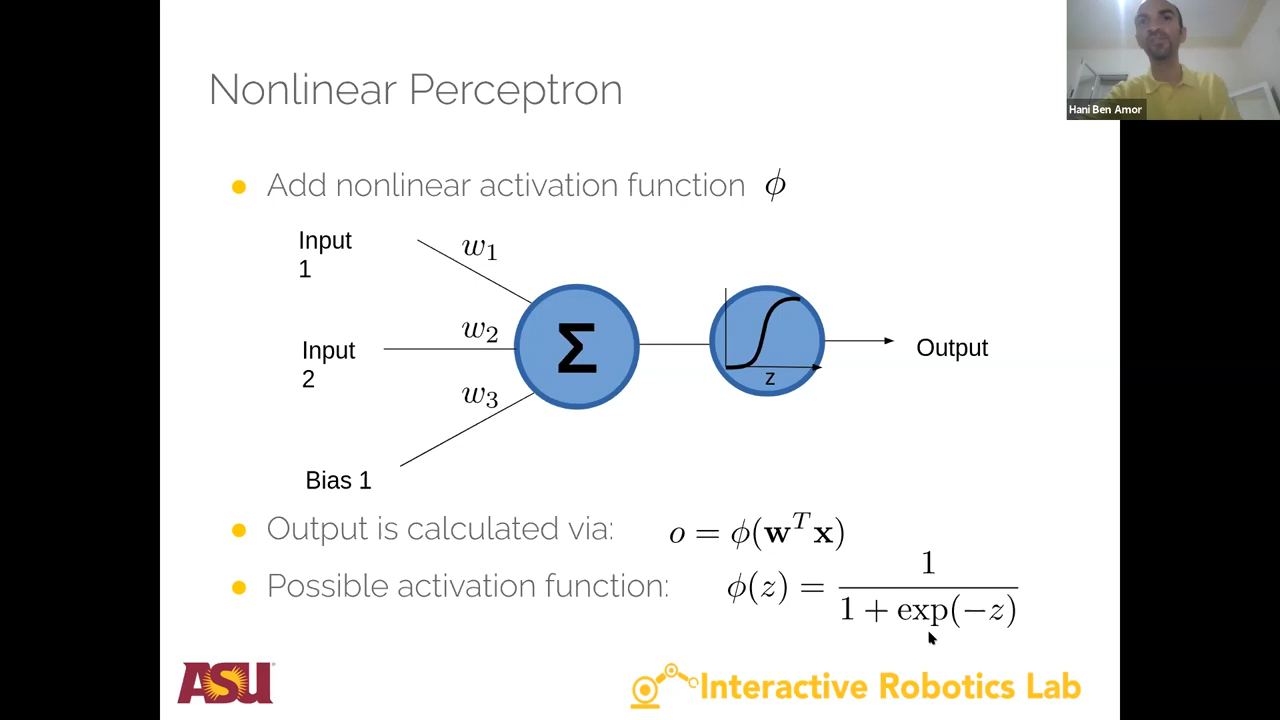 Nonlinear Perceptron
Hani Ben Amor
Add nonlinear activation function ϕ
Input
1
w₁
Input
2
w₂
Σ
z
Output
w₃
Bias 1
Output is calculated via: o = ϕ(𝐰ᵀ𝐱)
Possible activation function: ϕ(z) = 1 / (1 + exp(−z))
ASU
Interactive Robotics Lab